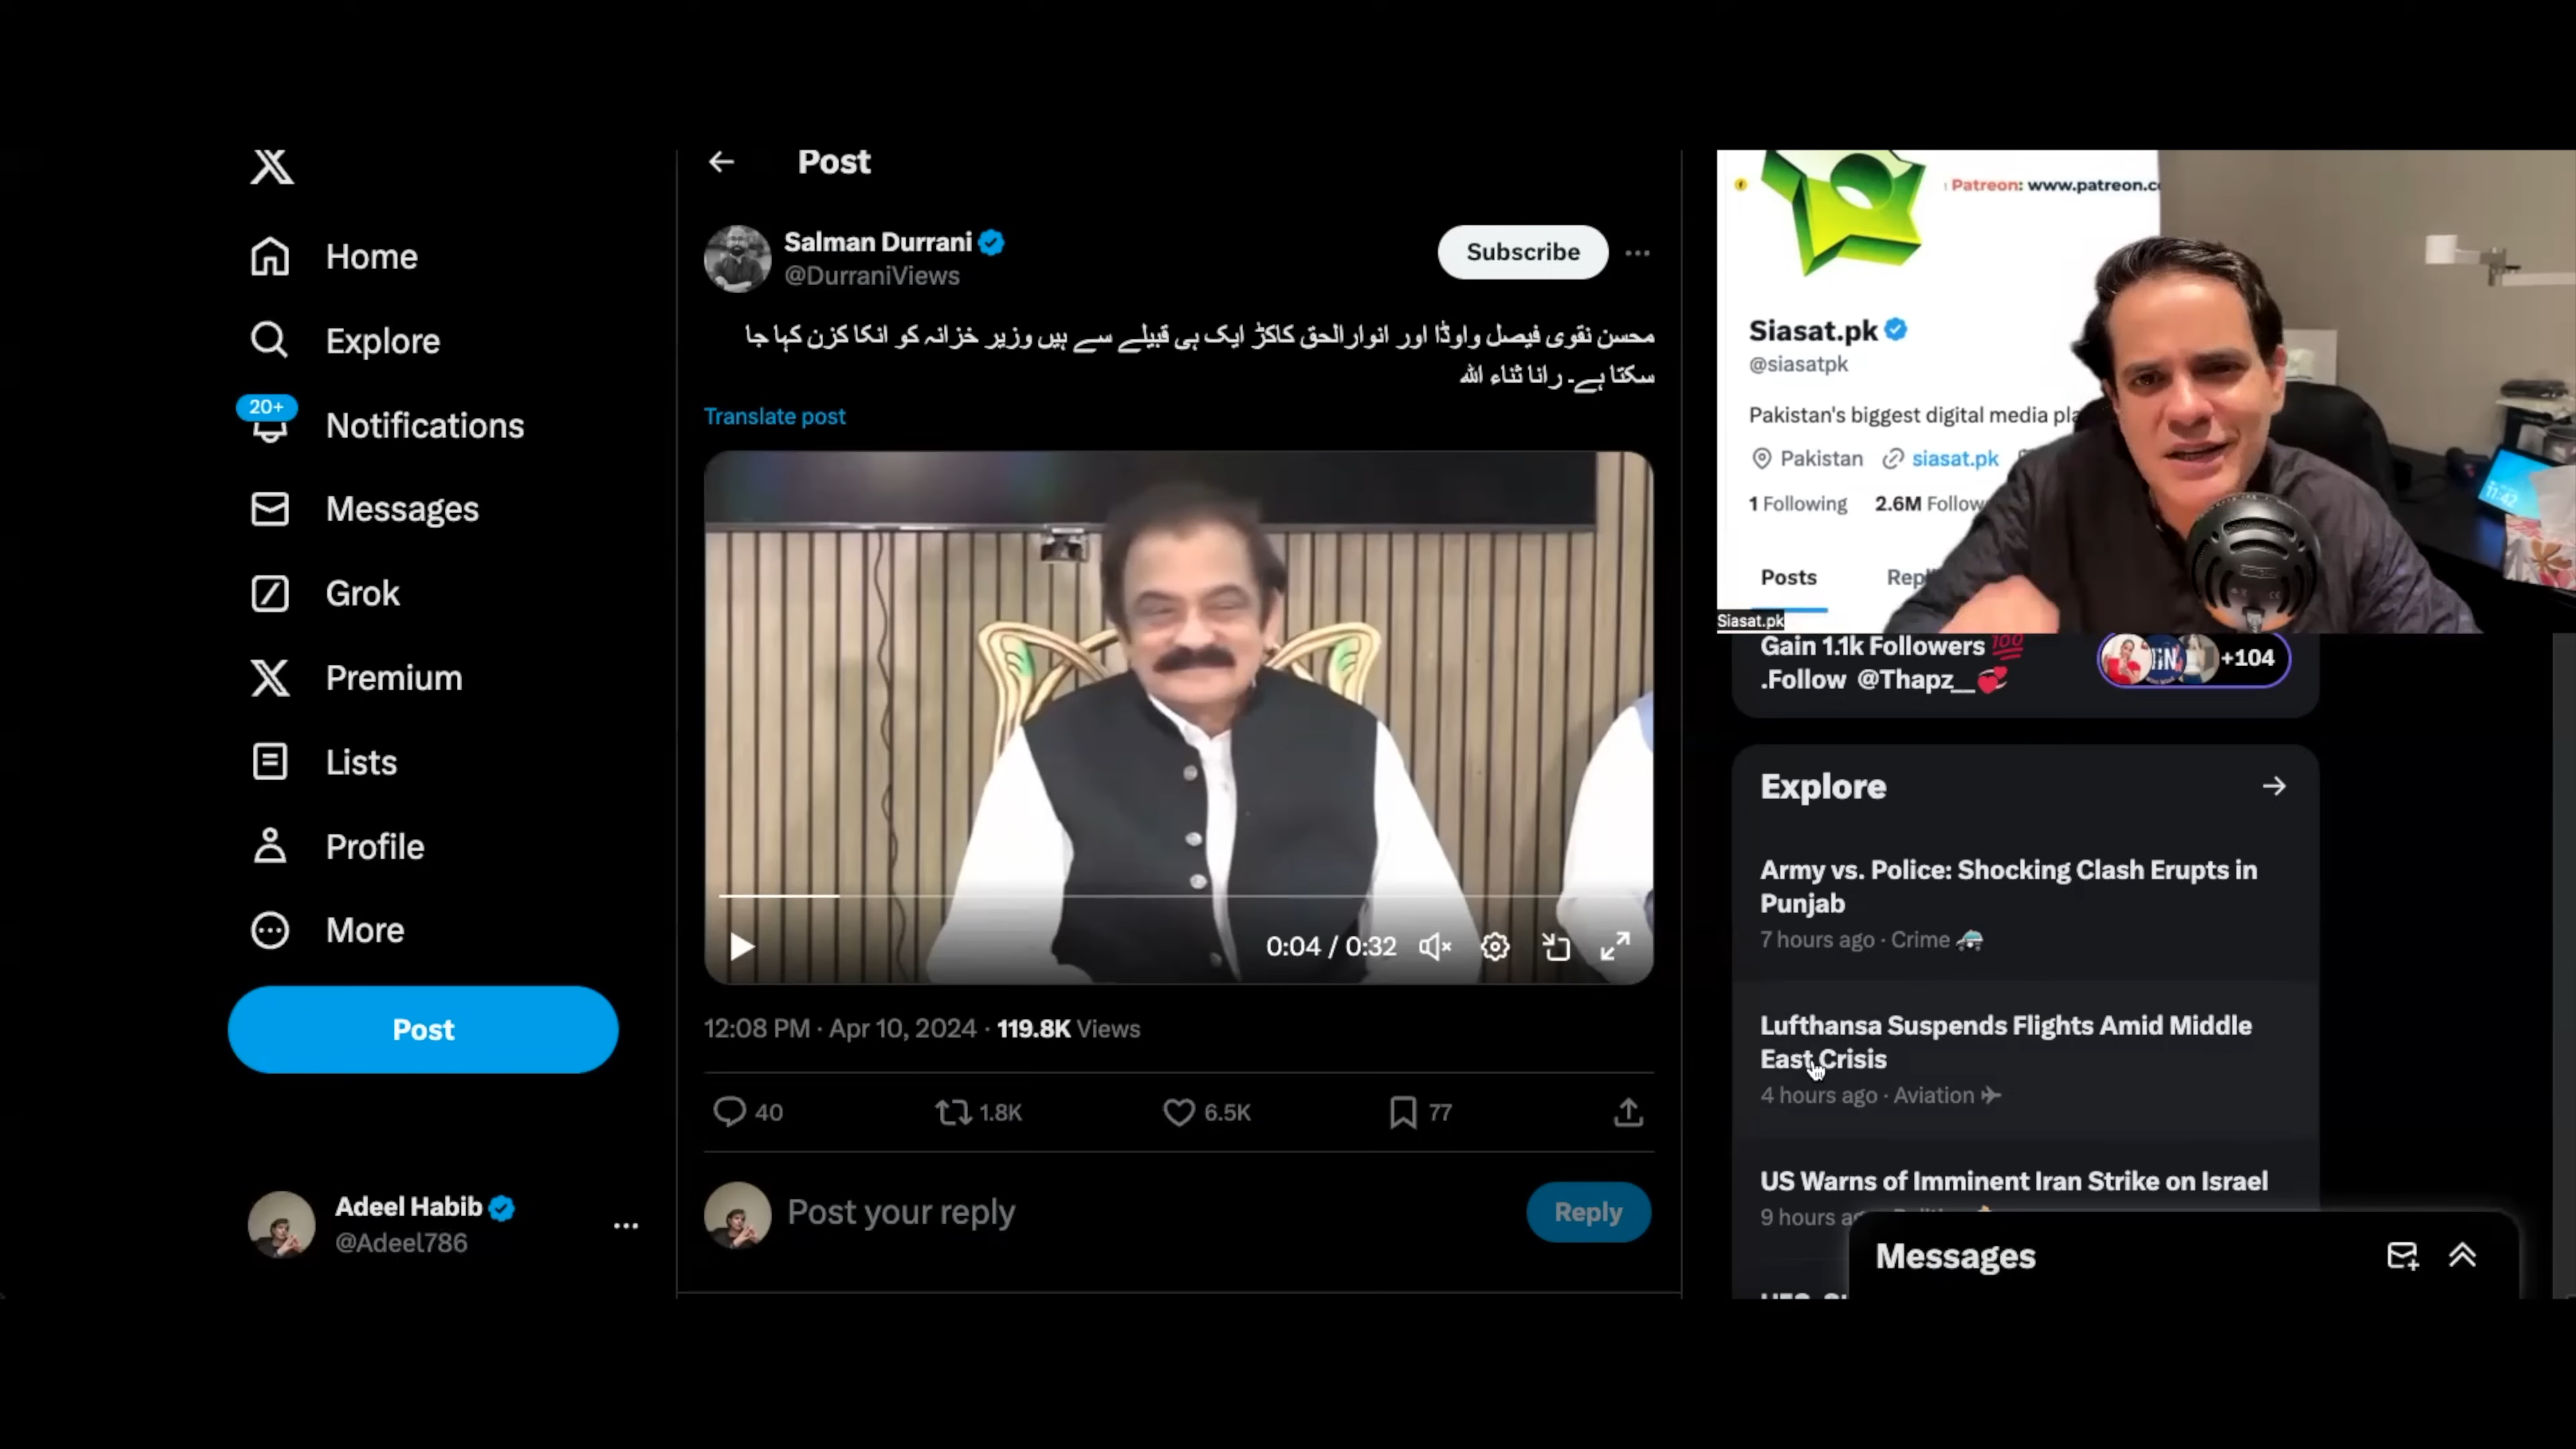 Home
Explore
20+
Notifications
Messages
Grok
Premium
Lists
Profile
More
Post
Adeel Habib
@Adeel786
Post
Salman Durrani
@DurraniViews
Subscribe
محسن نقوی فیصل واوڈا اور انوارالحق کاکڑ ایک ہی قبیلے سے ہیں وزیر خزانہ کو انکا کزن کہا جا
سکتا ہے۔ رانا ثناء اللہ
Translate post
0:04 / 0:32
12:08 PM · Apr 10, 2024 · 119.8K Views
40
1.8K
6.5K
77
Post your reply
Reply
Patreon: www.patreon.c
Siasat.pk
@siasatpk
Pakistan's biggest digital media pla
Pakistan siasat.pk
1 Following 2.6M Follow
Posts Rep
Siasat.pk
11:42
Gain 1.1k Followers 💯
.Follow @Thapz__💞
+104
Explore
Army vs. Police: Shocking Clash Erupts in
Punjab
7 hours ago · Crime 🚓
Lufthansa Suspends Flights Amid Middle
East Crisis
4 hours ago · Aviation ✈
US Warns of Imminent Iran Strike on Israel
9 hours ag
Messages